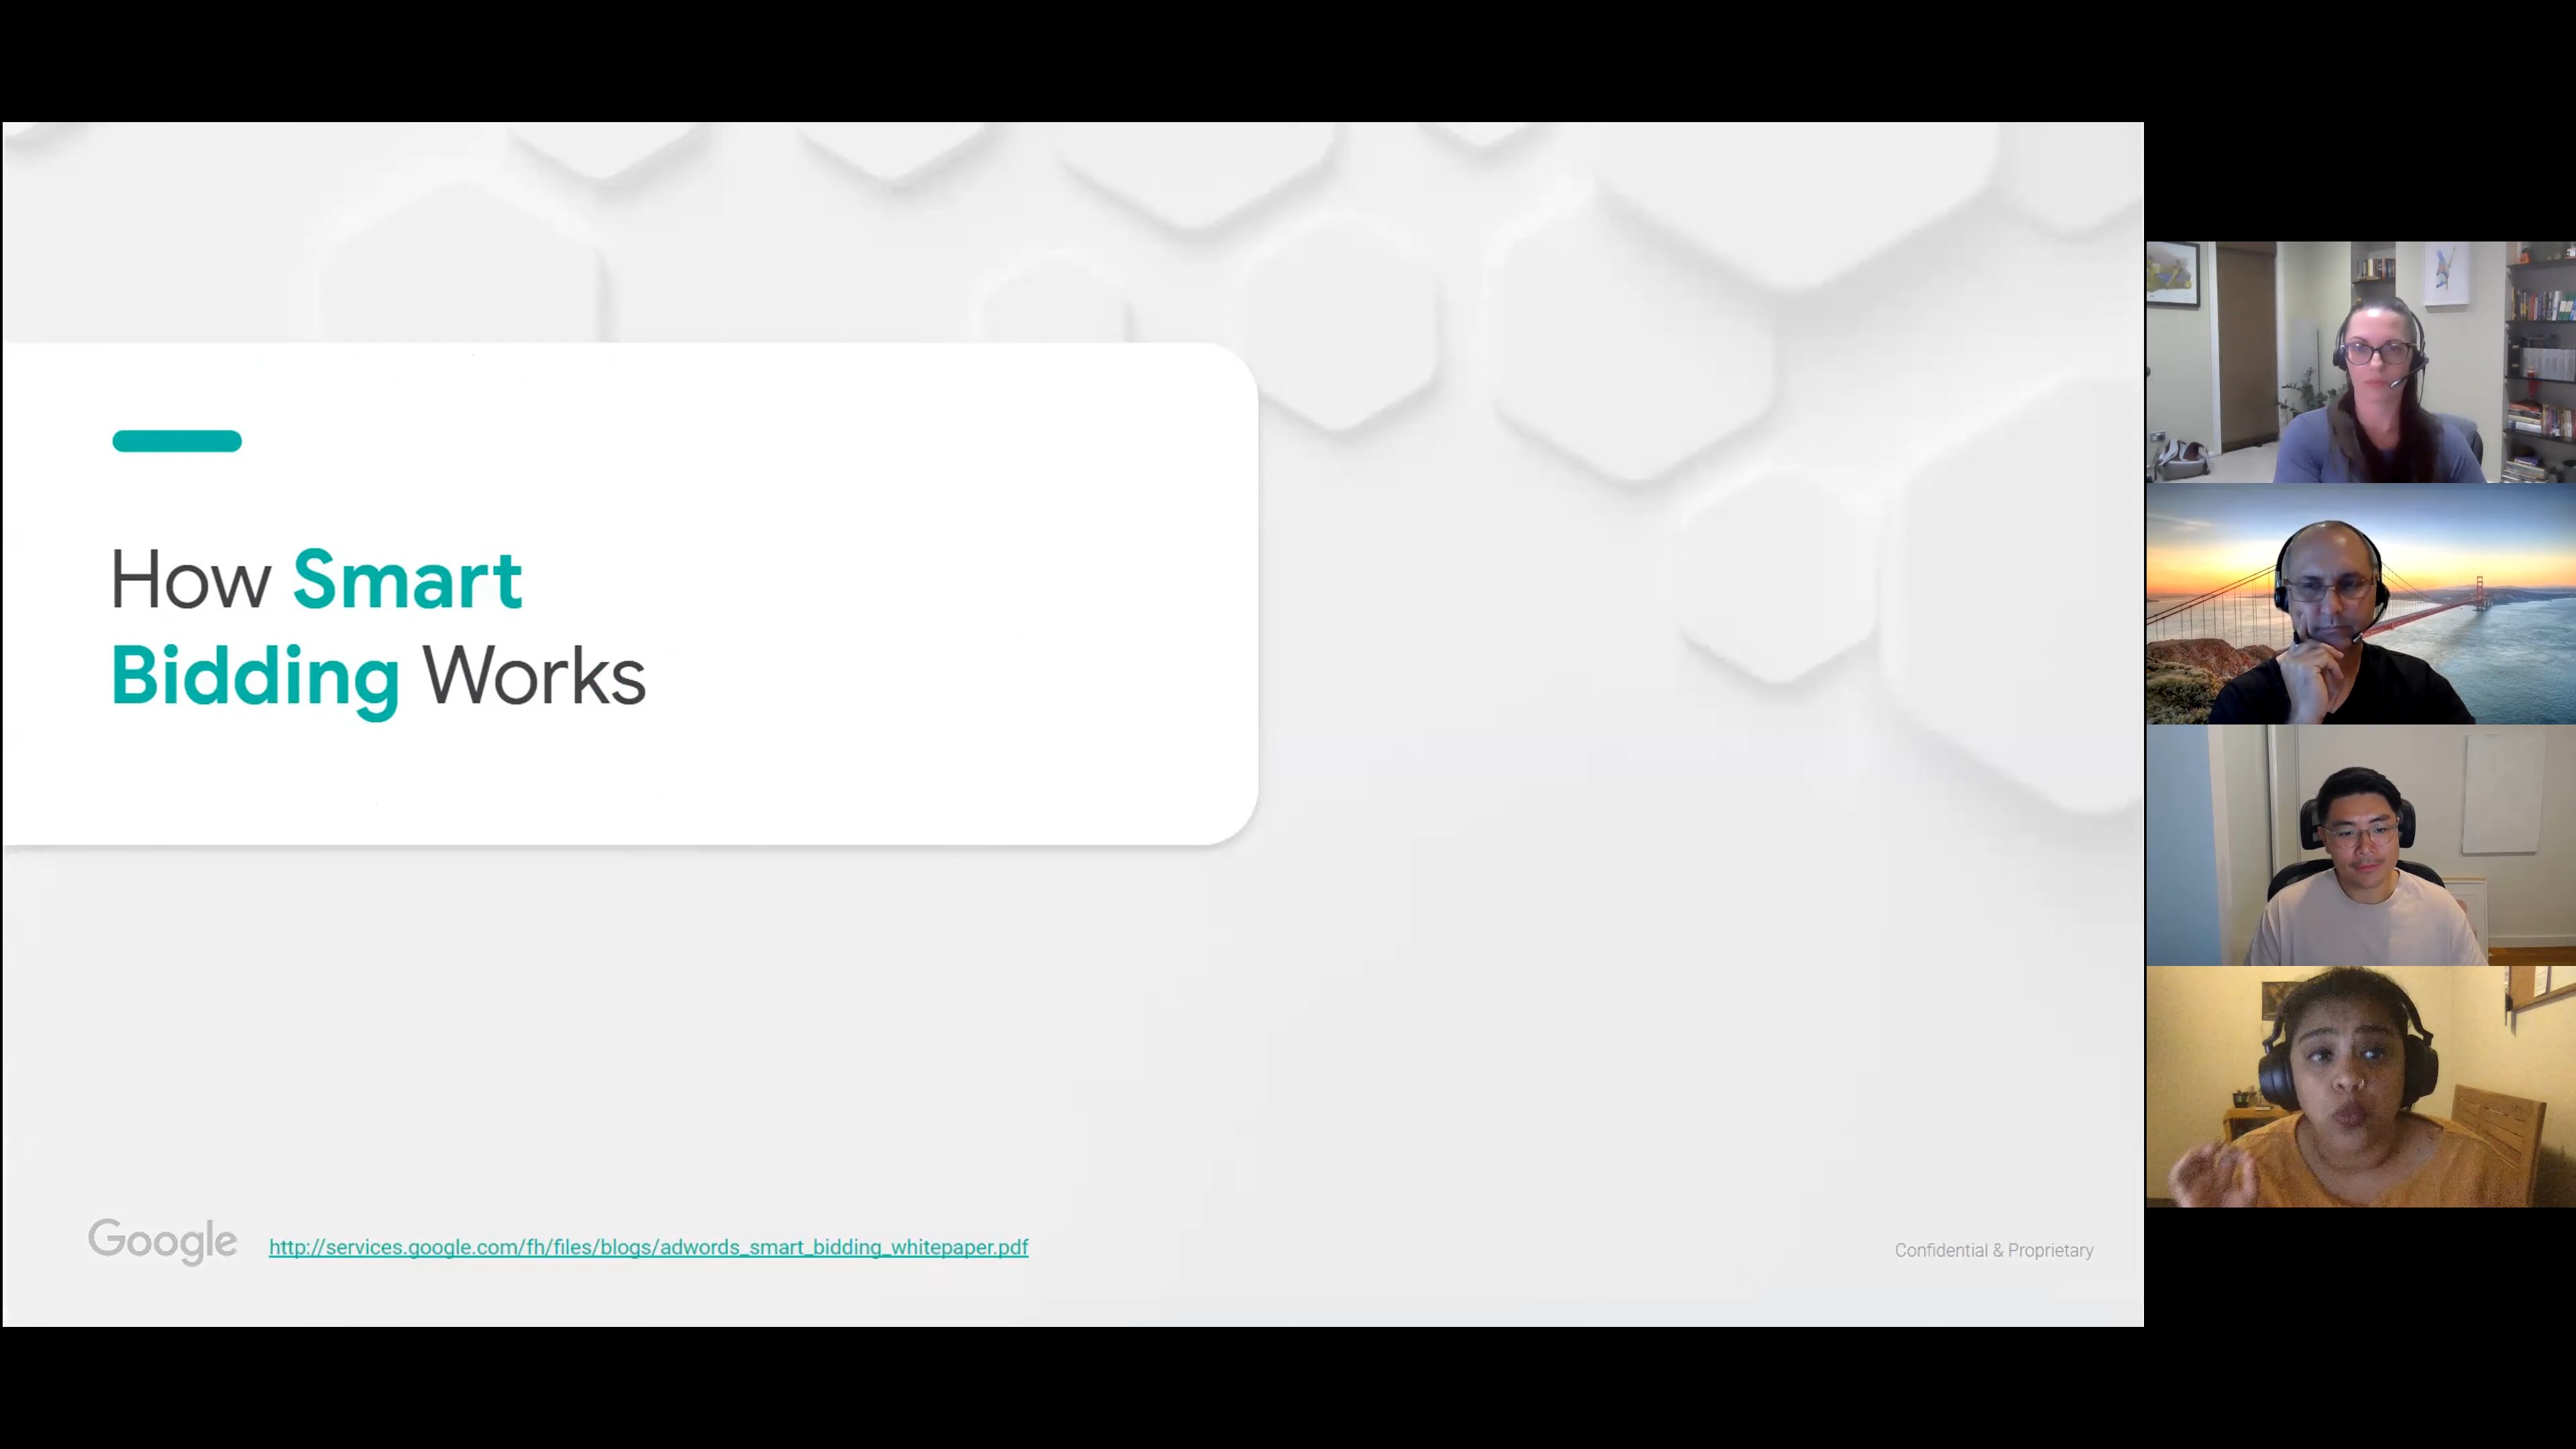 How Smart
Bidding Works
Google
http://services.google.com/fh/files/blogs/adwords_smart_bidding_whitepaper.pdf
Confidential & Proprietary